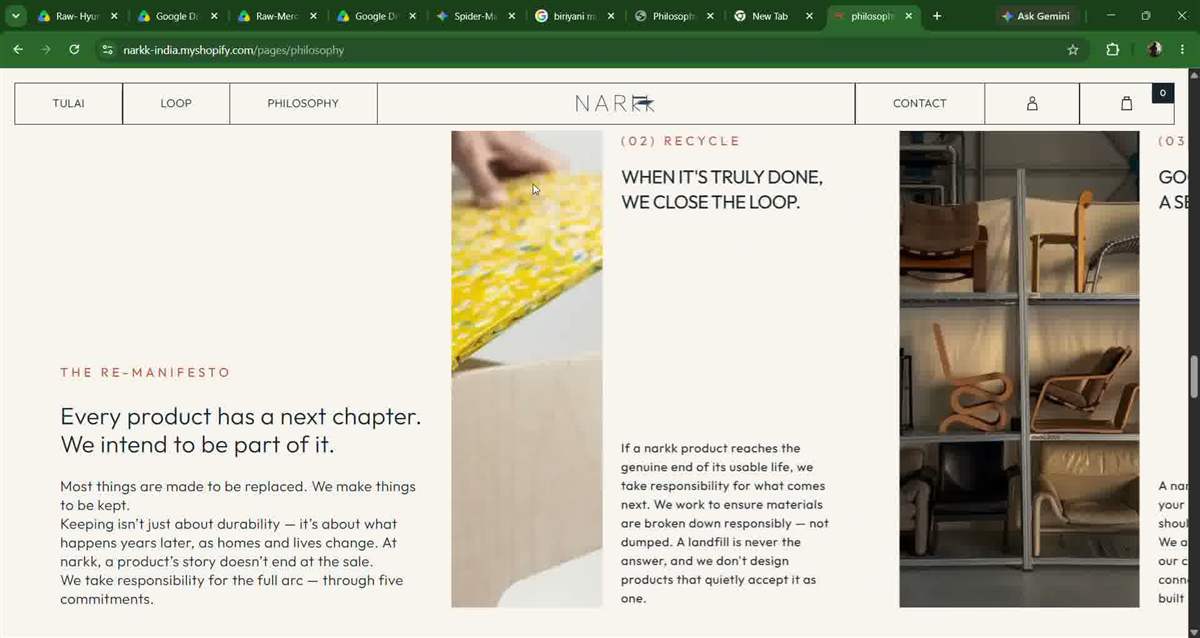 Raw- Hyu
Google D
Raw-Merc
Google Dr
Spider-Ma
biriyani m
Philosoph
New Tab
philosoph
Ask Gemini
narkk-india.myshopify.com/pages/philosophy
TULAI
LOOP
PHILOSOPHY
NARKK
CONTACT
0
THE RE-MANIFESTO
Every product has a next chapter.
We intend to be part of it.
Most things are made to be replaced. We make things
to be kept.
Keeping isn't just about durability — it's about what
happens years later, as homes and lives change. At
narkk, a product's story doesn't end at the sale.
We take responsibility for the full arc — through five
commitments.
(02) RECYCLE
WHEN IT'S TRULY DONE,
WE CLOSE THE LOOP.
If a narkk product reaches the
genuine end of its usable life, we
take responsibility for what comes
next. We work to ensure materials
are broken down responsibly — not
dumped. A landfill is never the
answer, and we don't design
products that quietly accept it as
one.
(03
GO
A SE
A nar
your
shoul
We a
our c
conn
built